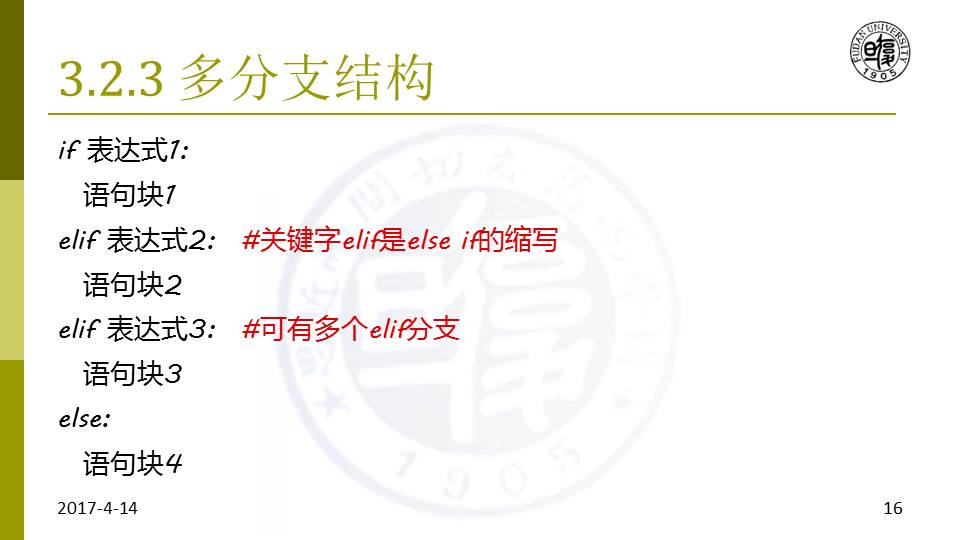 3.2.3 多分支结构
FUDAN UNIVERSITY
1905
if 表达式1:
语句块1
elif 表达式2: #关键字elif是else if的缩写
语句块2
elif 表达式3: #可有多个elif分支
语句块3
else:
语句块4
1905
2017-4-14
16